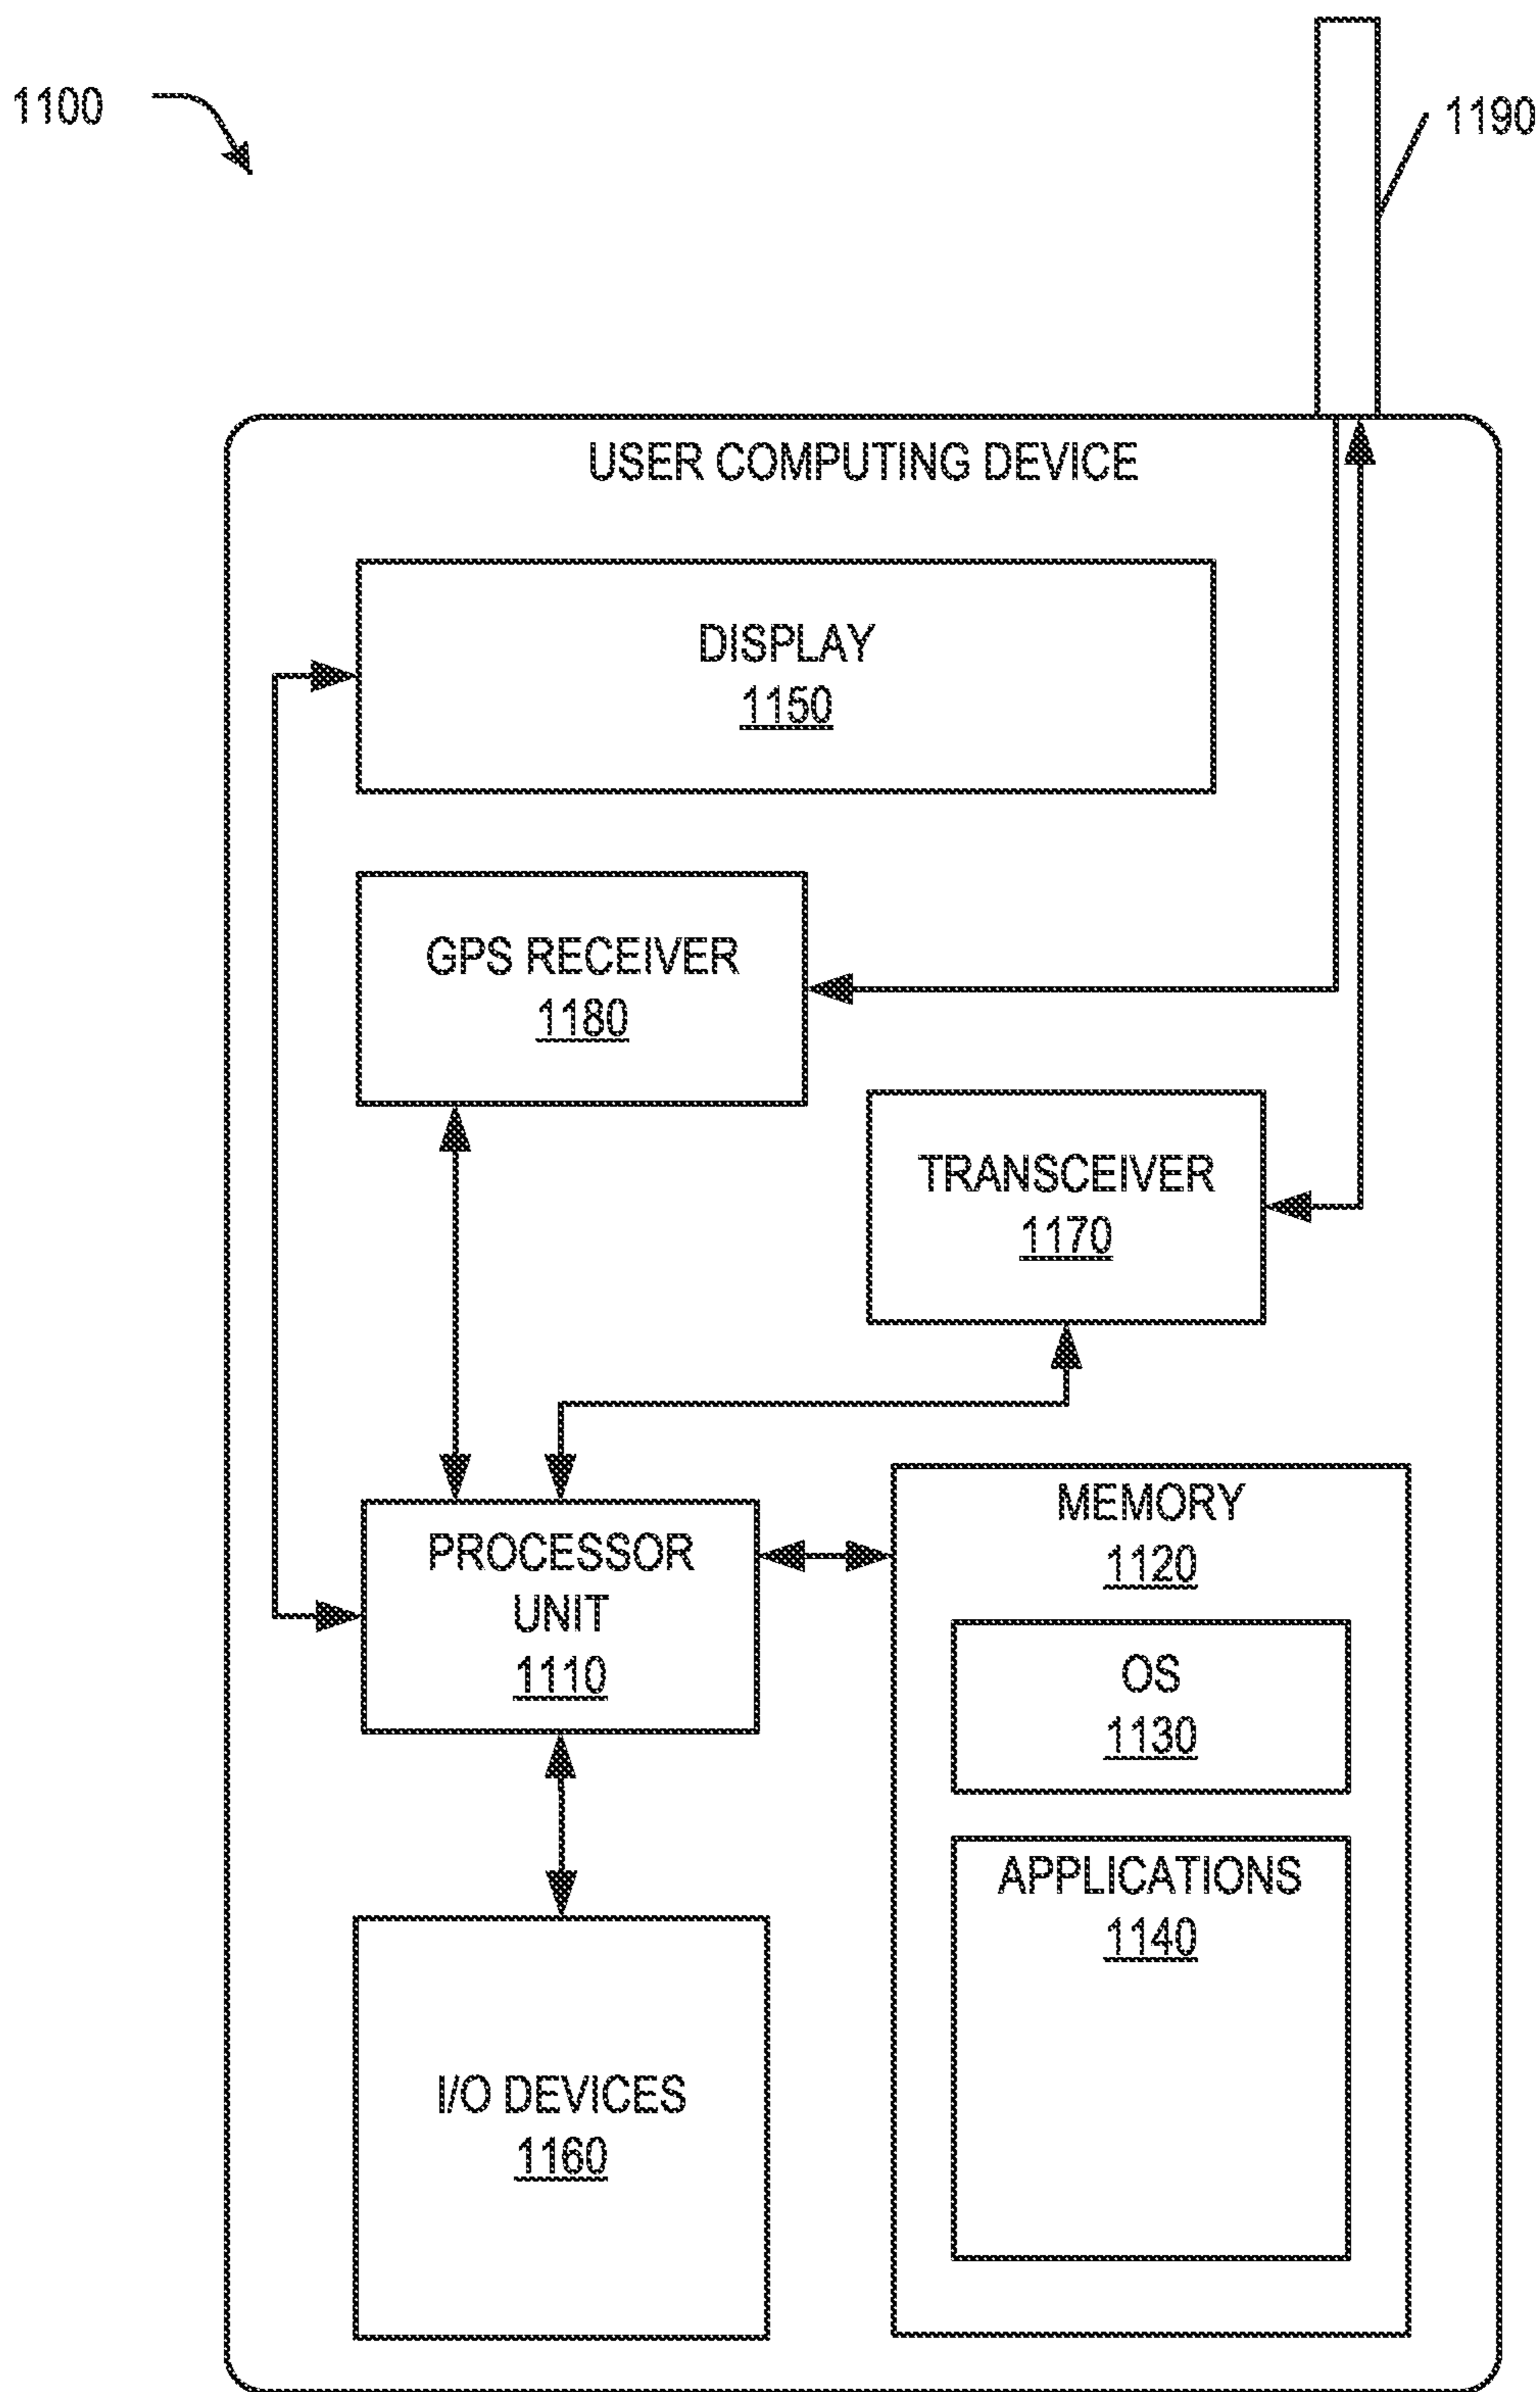 1100
1190
USER COMPUTING DEVICE
DISPLAY
1150
GPS RECEIVER
1180
TRANSCEIVER
1170
PROCESSOR
UNIT
1110
MEMORY
1120
OS
1130
APPLICATIONS
1140
I/O DEVICES
1160